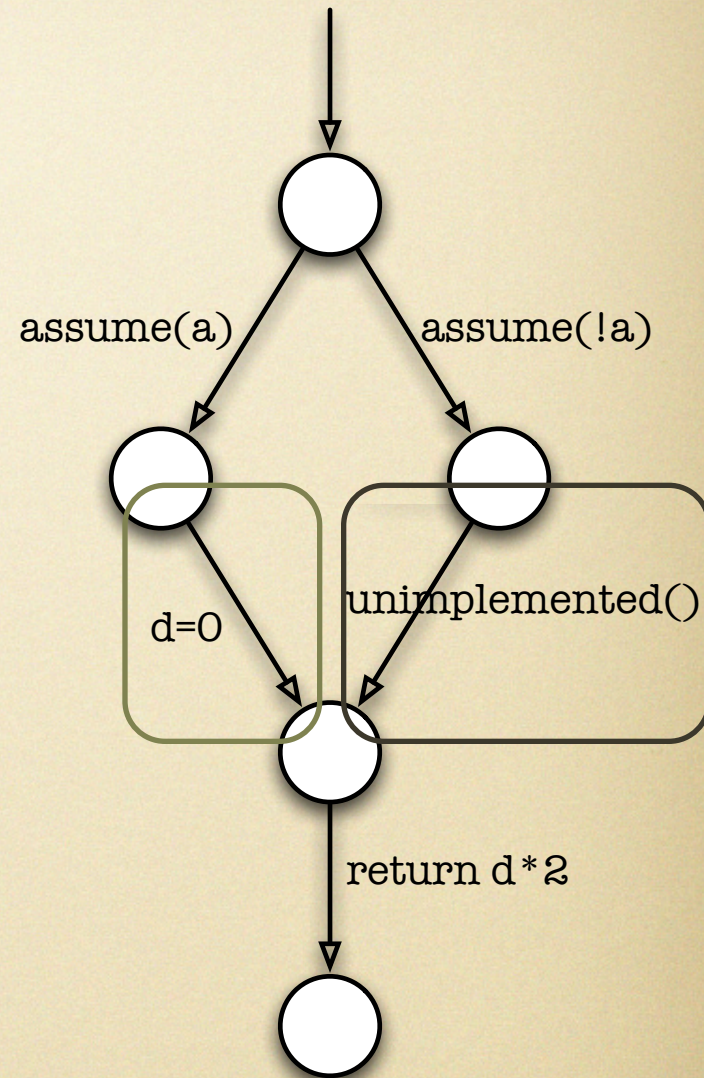 assume(a)
assume(!a)
unimplemented()
d=0
return d*2